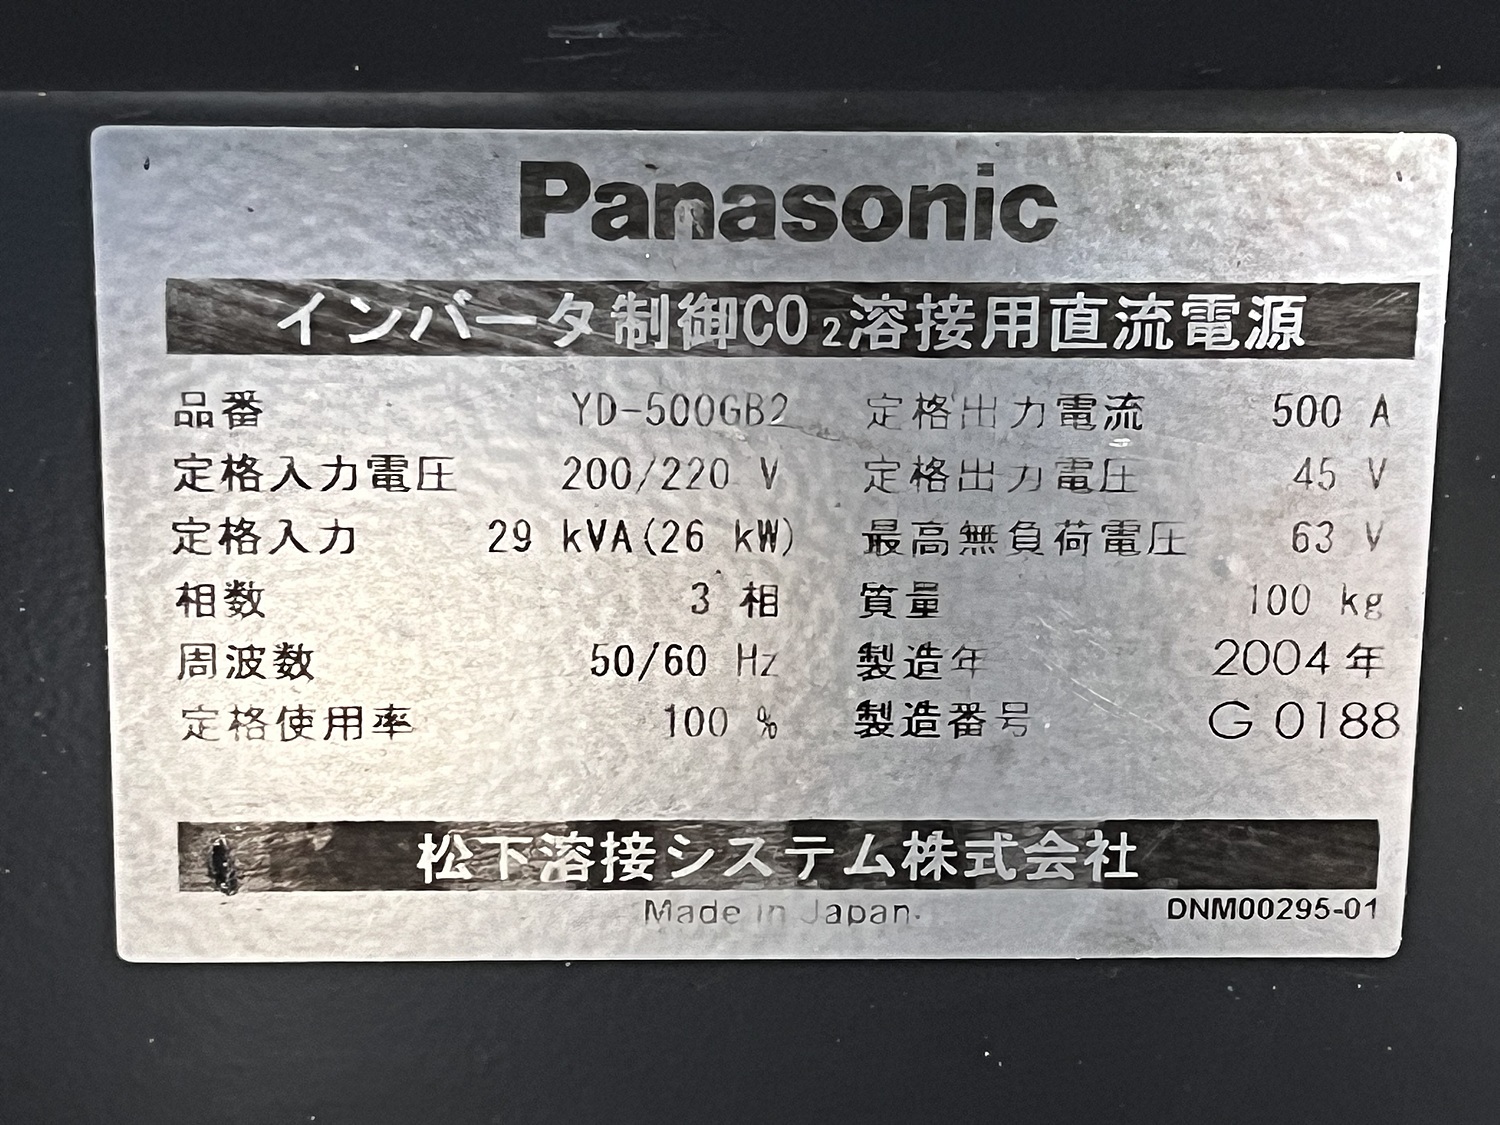 Panasonic
インバータ制御CO₂溶接用直流電源
品番 YD-500GB2 定格出力電流 500 A
定格入力電圧 200/220 V 定格出力電圧 45 V
定格入力 29 kVA(26 kW) 最高無負荷電圧 63 V
相数 3 相 質量 100 kg
周波数 50/60 Hz 製造年 2004 年
定格使用率 100 % 製造番号 G 0188
松下溶接システム株式会社
Made in Japan.
DNM00295-01